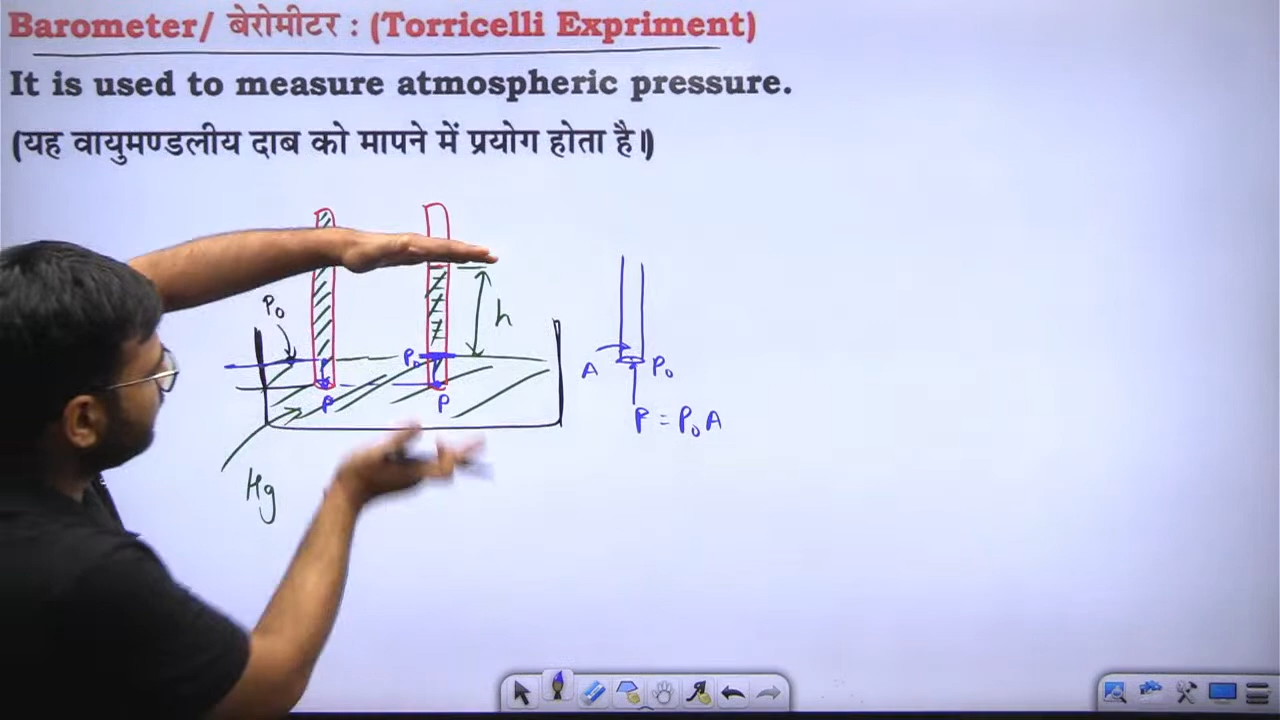 Barometer/ बेरोमीटर : (Torricelli Expriment)
It is used to measure atmospheric pressure.
(यह वायुमण्डलीय दाब को मापने में प्रयोग होता है।)
P₀
h
P₀
P
P
Hg
A
P₀
F = P₀A